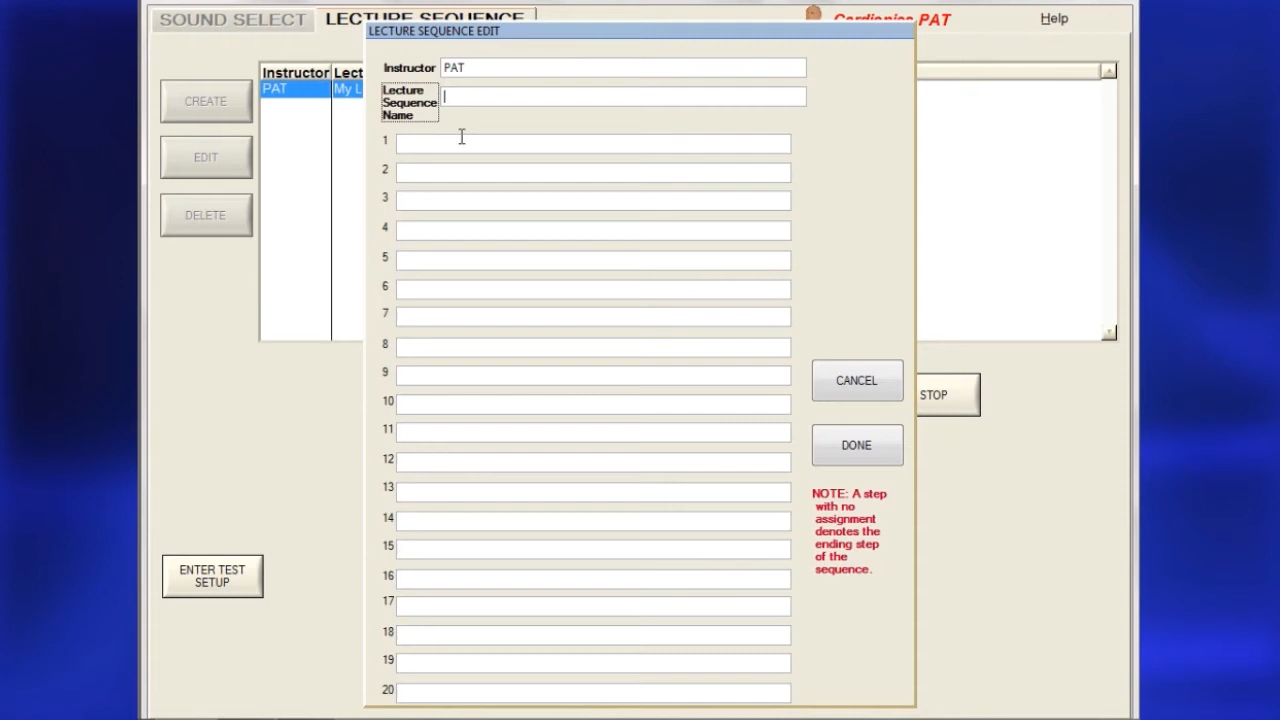 SOUND SELECT
LECTURE SEQUENCE
Cardionics PAT
Help
LECTURE SEQUENCE EDIT
Instructor
PAT
Lecture
Sequence
Name
Instructor
Lect
PAT
My L
CREATE
EDIT
DELETE
1
2
3
4
5
6
7
8
9
10
11
12
13
14
15
16
17
18
19
20
CANCEL
STOP
DONE
NOTE: A step
with no
assignment
denotes the
ending step
of the
sequence.
ENTER TEST
SETUP